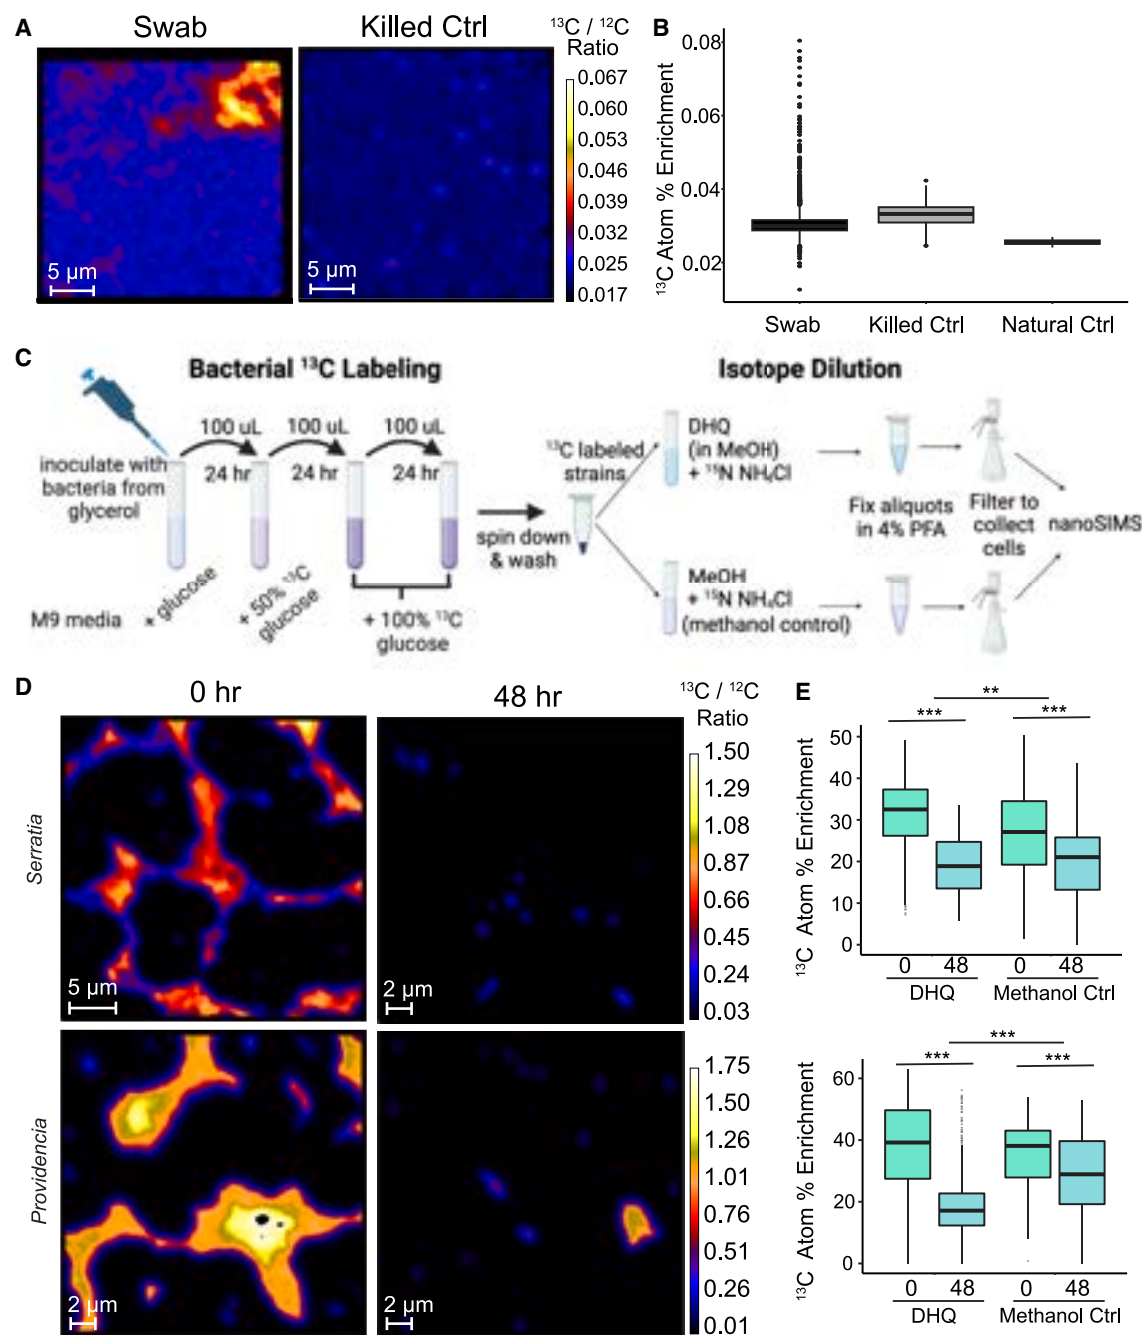 A
Swab
Killed Ctrl
¹³C / ¹²C
Ratio
0.067
0.060
0.053
0.046
0.039
0.032
0.025
0.017
5 µm
5 µm
B
¹³C Atom % Enrichment
0.08
0.06
0.04
0.02
Swab
Killed Ctrl
Natural Ctrl
C
Bacterial ¹³C Labeling
100 uL
100 uL
100 uL
24 hr
24 hr
24 hr
inoculate with
bacteria from
glycerol
M9 media
+ glucose
+ 50% ¹³C
glucose
+ 100% ¹³C
glucose
spin down
& wash
Isotope Dilution
¹³C labeled
strains
DHQ
(in MeOH)
+ ¹⁵N NH₄Cl
MeOH
+ ¹⁵N NH₄Cl
(methanol control)
Fix aliquots
in 4% PFA
Filter to
collect
cells
nanoSIMS
D
0 hr
48 hr
¹³C / ¹²C
Ratio
Serratia
5 µm
2 µm
1.50
1.29
1.08
0.87
0.66
0.45
0.24
0.03
Providencia
2 µm
2 µm
1.75
1.26
1.26
1.01
0.76
0.51
0.26
0.01
E
**
***
***
¹³C Atom % Enrichment
50
40
30
20
10
0
0
48
0
48
DHQ
Methanol Ctrl
***
***
***
¹³C Atom % Enrichment
60
40
20
0
0
48
0
48
DHQ
Methanol Ctrl